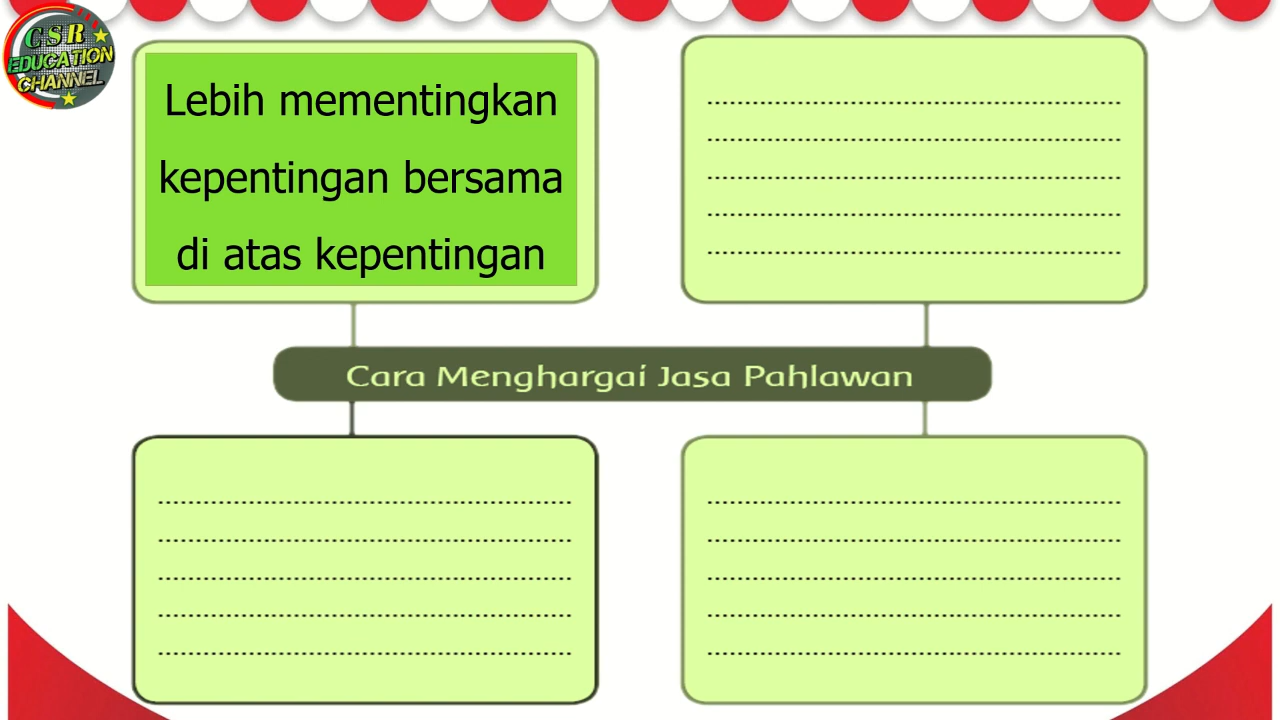 CSR
EDUCATION
CHANNEL
Lebih mementingkan
kepentingan bersama
di atas kepentingan
Cara Menghargai Jasa Pahlawan